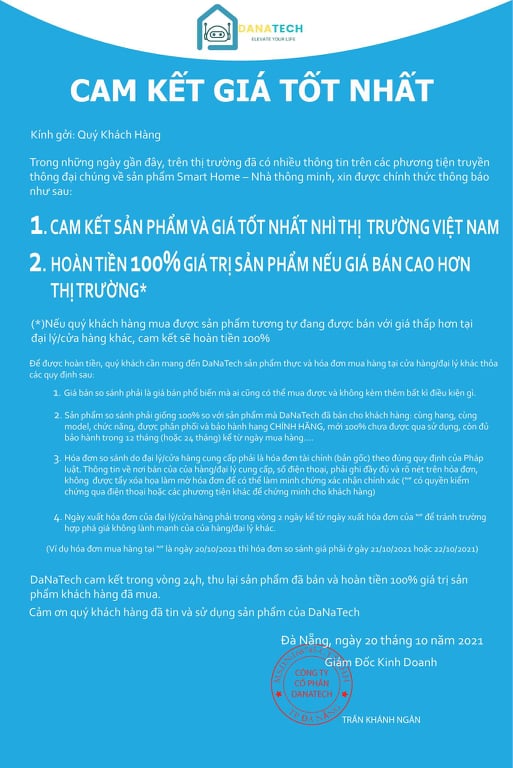 DANATECH
ELEVATE YOUR LIFE
CAM KẾT GIÁ TỐT NHẤT
Kính gởi: Quý Khách Hàng
Trong những ngày gần đây, trên thị trường đã có nhiều thông tin trên các phương tiện truyền
thông đại chúng về sản phẩm Smart Home – Nhà thông minh, xin được chính thức thông báo
như sau:
1. CAM KẾT SẢN PHẨM VÀ GIÁ TỐT NHẤT NHÌ THỊ TRƯỜNG VIỆT NAM
2. HOÀN TIỀN 100% GIÁ TRỊ SẢN PHẨM NẾU GIÁ BÁN CAO HƠN
THỊ TRƯỜNG*
(*)Nếu quý khách hàng mua được sản phẩm tương tự đang được bán với giá thấp hơn tại
đại lý/cửa hàng khác, cam kết sẽ hoàn tiền 100%
Để được hoàn tiền, quý khách cần mang đến DaNaTech sản phẩm thực và hóa đơn mua hàng tại cửa hàng/đại lý khác thỏa
các quy định sau:
1. Giá bán so sánh phải là giá bán phổ biến mà ai cũng có thể mua được và không kèm thêm bất kì điều kiện gì.
2. Sản phẩm so sánh phải giống 100% so với sản phẩm mà DaNaTech đã bán cho khách hàng: cùng hang, cùng
model, chức năng, được phân phối và bảo hành hang CHÍNH HÃNG, mới 100% chưa được qua sử dụng, còn đủ
bảo hành trong 12 tháng (hoặc 24 tháng) kể từ ngày mua hàng....
3. Hóa đơn so sánh do đại lý/cửa hàng cung cấp phải là hóa đơn tài chính (bản gốc) theo đúng quy định của Pháp
luật. Thông tin về nơi bán của của hàng/đại lý cung cấp, số điện thoại, phải ghi đầy đủ và rõ nét trên hóa đơn,
không được tẩy xóa họa làm mờ hóa đơn để có thể làm minh chứng xác nhận chính xác ("" có quyền kiểm
chứng qua điện thoại hoặc các phương tiện khác để chứng minh cho khách hàng)
4. Ngày xuất hóa đơn của đại lý/cửa hàng phải trong vòng 2 ngày kể từ ngày xuất hóa đơn của "" để tránh trường
hợp phá giá không lành mạnh của của hàng/đại lý khác.
(Ví dụ hóa đơn mua hàng tại "" là ngày 20/10/2021 thì hóa đơn so sánh giá phải ở gày 21/10/2021 hoặc 22/10/2021)
DaNaTech cam kết trong vòng 24h, thu lại sản phẩm đã bán và hoàn tiền 100% giá trị sản
phẩm khách hàng đã mua.
Cảm ơn quý khách hàng đã tin và sử dụng sản phẩm của DaNaTech
Đà Nẵng, ngày 20 tháng 10 năm 2021
Giám Đốc Kinh Doanh
CÔNG TY
CỔ PHẦN
DANATECH
TP ĐÀ NẴNG
TRẦN KHÁNH NGÂN